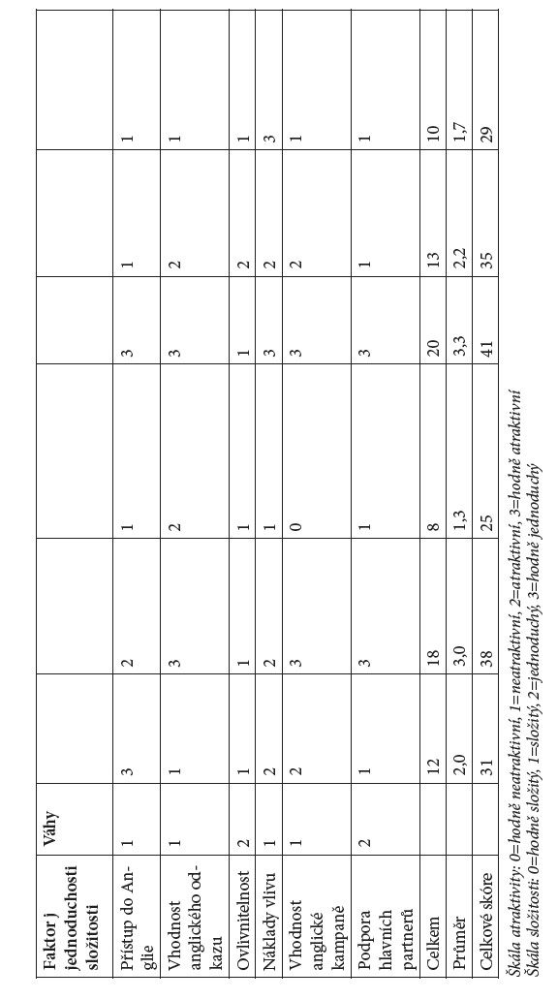 Faktor j jednoduchosti složitosti | Váhy | | | | | |
Přístup do Anglie | 1 | 3 | 2 | 1 | 3 | 1 | 1
Vhodnost anglického odkazu | 1 | 1 | 3 | 2 | 3 | 2 | 1
Ovlivnitelnost | 2 | 1 | 1 | 1 | 1 | 2 | 1
Náklady vlivu | 1 | 2 | 2 | 1 | 3 | 2 | 3
Vhodnost anglické kampaně | 1 | 2 | 3 | 0 | 3 | 2 | 1
Podpora hlavních partnerů | 2 | 1 | 3 | 1 | 3 | 1 | 1
Celkem | | 12 | 18 | 8 | 20 | 13 | 10
Průměr | | 2,0 | 3,0 | 1,3 | 3,3 | 2,2 | 1,7
Celkové skóre | | 31 | 38 | 25 | 41 | 35 | 29
Škála atraktivity: 0=hodně neatraktivní, 1=neatraktivní, 2=atraktivní, 3=hodně atraktivní
Škála složitosti: 0=hodně složitý, 1=složitý, 2=jednoduchý, 3=hodně jednoduchý